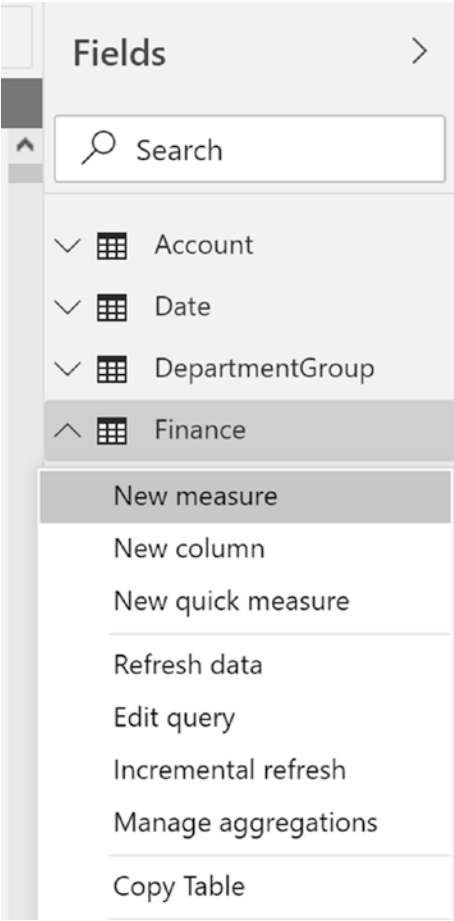 Fields
Search
Account
Date
DepartmentGroup
Finance
New measure
New column
New quick measure
Refresh data
Edit query
Incremental refresh
Manage aggregations
Copy Table